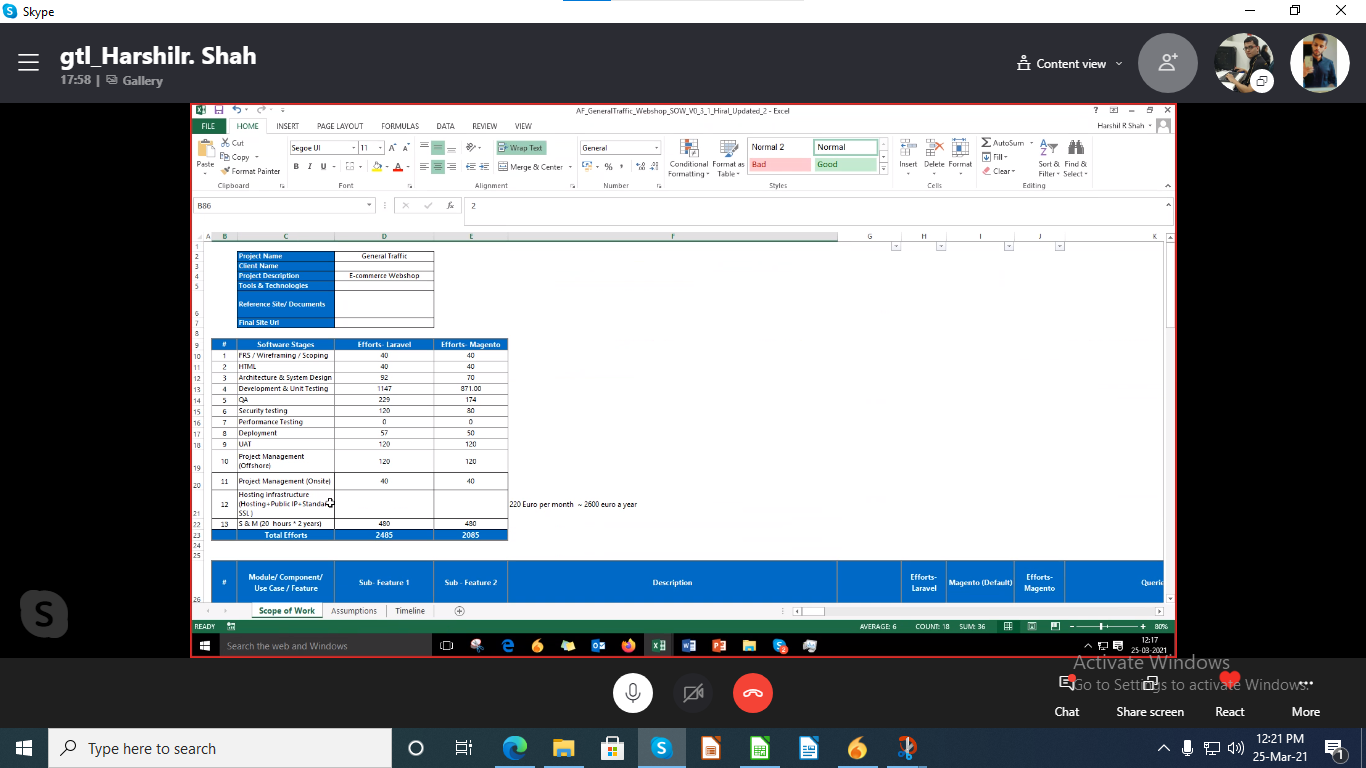 Skype
gtl_Harshilr. Shah
17:58 | Gallery
Content view
AF_GeneralTraffic_Webshop_SOW_V0_3_1_Hiral_Updated_2 - Excel
FILE HOME INSERT PAGE LAYOUT FORMULAS DATA REVIEW VIEW
Harshil R Shah
Paste
Cut
Copy
Format Painter
Clipboard
Segoe UI 11
B I U
Font
Wrap Text
Merge & Center
Alignment
General
Number
Conditional Formatting
Format as Table
Normal 2 Normal
Bad Good
Styles
Insert Delete Format
Cells
AutoSum
Fill
Clear
Sort & Filter
Find & Select
Editing
B86 fx 2
A B C D E F G H I J K
Project Name General Traffic
Client Name
Project Description E-commerce Webshop
Tools & Technologies
Reference Site/ Documents
Final Site Url
# Software Stages Efforts- Laravel Efforts- Magento
1 FRS / Wireframing / Scoping 40 40
2 HTML 40 40
3 Architecture & System Design 92 70
4 Development & Unit Testing 1147 871.00
5 QA 229 174
6 Security testing 120 80
7 Performance Testing 0 0
8 Deployment 57 50
9 UAT 120 120
10 Project Management (Offshore) 120 120
11 Project Management (Onsite) 40 40
12 Hosting Infrastructure
(Hosting+Public IP+Standar
SSL ) 220 Euro per month ~ 2600 euro a year
13 S & M (20 hours * 2 years) 480 480
Total Efforts 2485 2085
# Module/ Component/ Use Case / Feature Sub- Feature 1 Sub - Feature 2 Description Efforts- Laravel Magento (Default) Efforts- Magento Querie
Scope of Work Assumptions Timeline
READY AVERAGE: 6 COUNT: 18 SUM: 36 80%
Search the web and Windows
12:17
25-03-2021
Activate Windows
Go to Settings to activate Windows.
Chat Share screen React More
Type here to search
12:21 PM
25-Mar-21
1